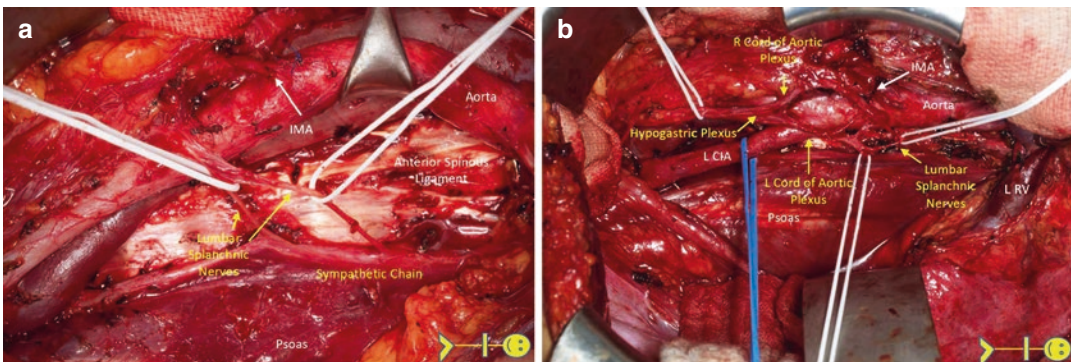 a
IMA
Aorta
Anterior Spinous
Ligament
Lumbar
Splanchnic
Nerves
Sympathetic Chain
Psoas
b
R Cord of Aortic
Plexus
IMA
Aorta
Hypogastric Plexus
L CIA
L Cord of Aortic
Plexus
Lumbar
Splanchnic
Nerves
L RV
Psoas